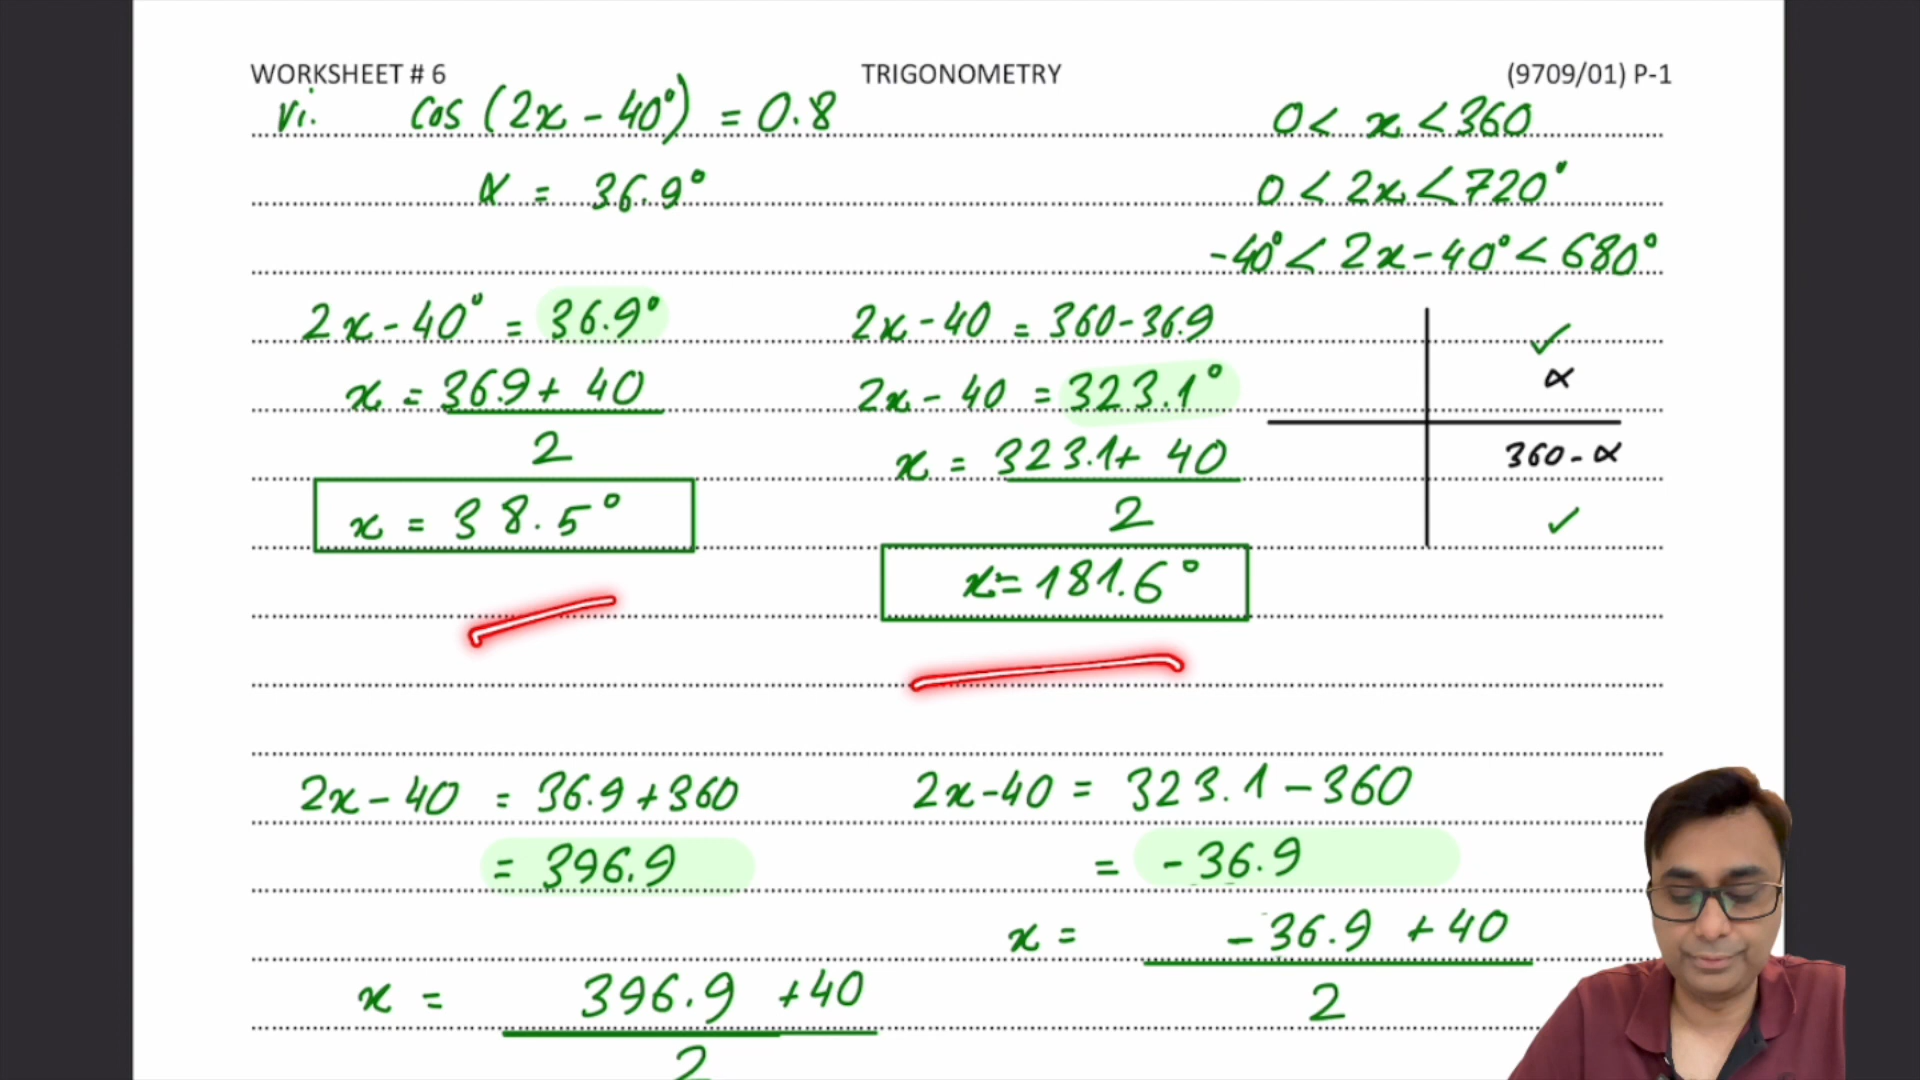 WORKSHEET # 6 TRIGONOMETRY (9709/01) P-1
vi. cos (2x - 40°) = 0.8 0 < x < 360
α = 36.9° 0 < 2x < 720°
-40° < 2x - 40° < 680°
2x - 40° = 36.9° 2x - 40 = 360 - 36.9 ✓
x = 36.9 + 40 2x - 40 = 323.1° α
2 x = 323.1 + 40 360 - α
x = 38.5° 2 ✓
x = 181.6°
2x - 40 = 36.9 + 360 2x - 40 = 323.1 - 360
= 396.9 = -36.9
x = -36.9 + 40
x = 396.9 + 40 2
2